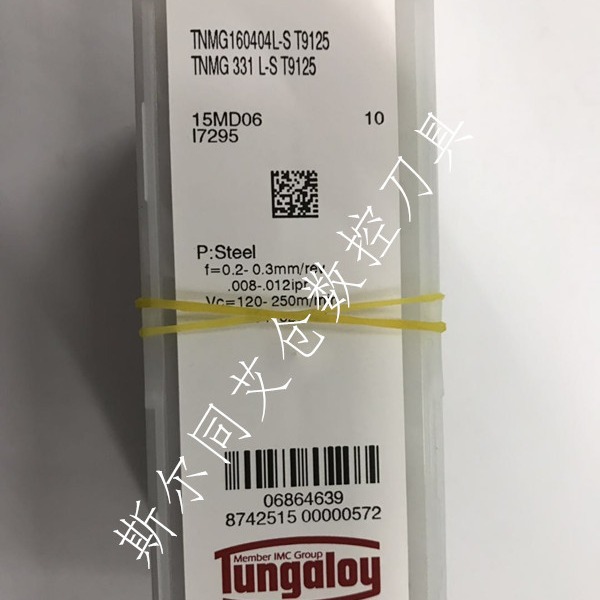 TNMG160404L-S T9125
TNMG 331 L-S T9125
15MD06 10
I7295
P:Steel
f=0.2- 0.3mm/rev
.008-.012ipr
Vc=120- 250m/min
06864639
8742515 00000572
Member IMC Group
Tungaloy
斯尔同艾仓数控刀具